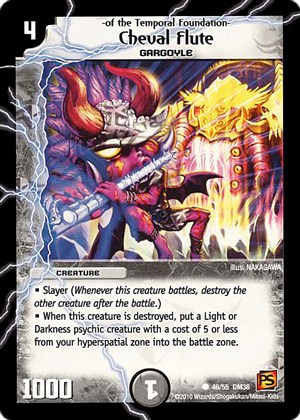 -of the Temporal Foundation-
4
Cheval Flute
GARGOYLE
illus. NAKAGAWA
CREATURE
■ Slayer (Whenever this creature battles, destroy the
other creature after the battle.)
■ When this creature is destroyed, put a Light or
Darkness psychic creature with a cost of 5 or less
from your hyperspatial zone into the battle zone.
1000
1
PS
46/55 DM38
©2010 Wizards/Shogakukan/Mitsui-Kids